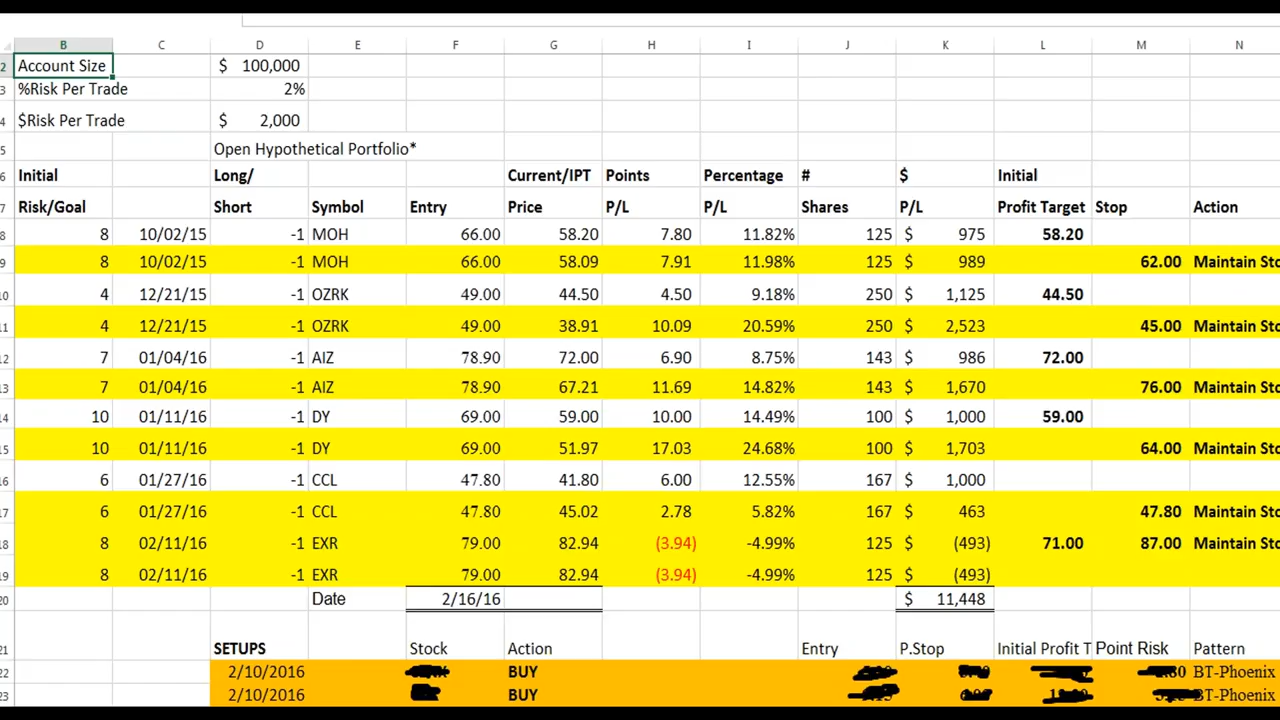 B C D E F G H I J K L M N
2 Account Size $ 100,000
3 %Risk Per Trade 2%
4 $Risk Per Trade $ 2,000
5 Open Hypothetical Portfolio*
6 Initial Long/ Current/IPT Points Percentage # $ Initial
7 Risk/Goal Short Symbol Entry Price P/L P/L Shares P/L Profit Target Stop Action
8 8 10/02/15 -1 MOH 66.00 58.20 7.80 11.82% 125 $ 975 58.20
9 8 10/02/15 -1 MOH 66.00 58.09 7.91 11.98% 125 $ 989 62.00 Maintain Sto
10 4 12/21/15 -1 OZRK 49.00 44.50 4.50 9.18% 250 $ 1,125 44.50
11 4 12/21/15 -1 OZRK 49.00 38.91 10.09 20.59% 250 $ 2,523 45.00 Maintain Sto
12 7 01/04/16 -1 AIZ 78.90 72.00 6.90 8.75% 143 $ 986 72.00
13 7 01/04/16 -1 AIZ 78.90 67.21 11.69 14.82% 143 $ 1,670 76.00 Maintain Sto
14 10 01/11/16 -1 DY 69.00 59.00 10.00 14.49% 100 $ 1,000 59.00
15 10 01/11/16 -1 DY 69.00 51.97 17.03 24.68% 100 $ 1,703 64.00 Maintain Sto
16 6 01/27/16 -1 CCL 47.80 41.80 6.00 12.55% 167 $ 1,000
17 6 01/27/16 -1 CCL 47.80 45.02 2.78 5.82% 167 $ 463 47.80 Maintain Sto
18 8 02/11/16 -1 EXR 79.00 82.94 (3.94) -4.99% 125 $ (493) 71.00 87.00 Maintain Sto
19 8 02/11/16 -1 EXR 79.00 82.94 (3.94) -4.99% 125 $ (493)
20 Date 2/16/16 $ 11,448
21 SETUPS Stock Action Entry P.Stop Initial Profit T Point Risk Pattern
22 2/10/2016 BUY BT-Phoenix
23 2/10/2016 BUY BT-Phoenix